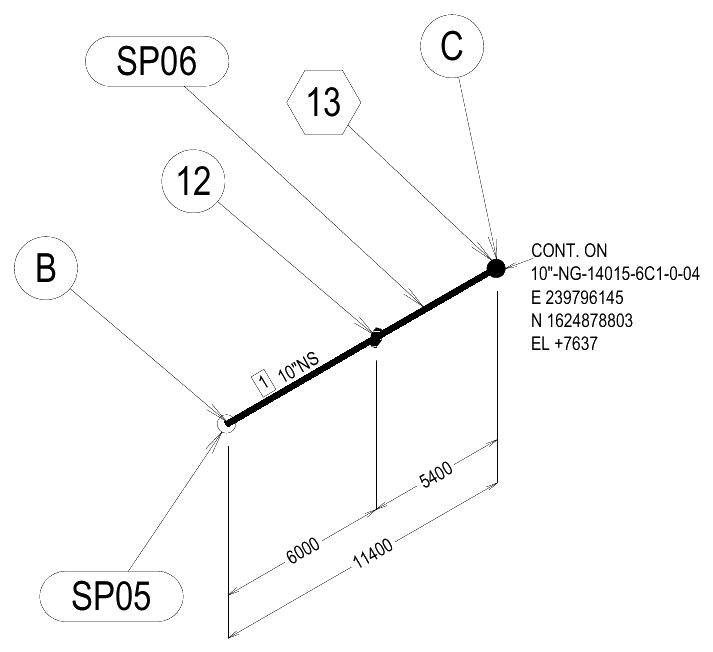 SP06
C
13
12
B
CONT. ON
10"-NG-14015-6C1-0-04
E 239796145
N 1624878803
EL +7637
1 10"NS
5400
6000
11400
SP05